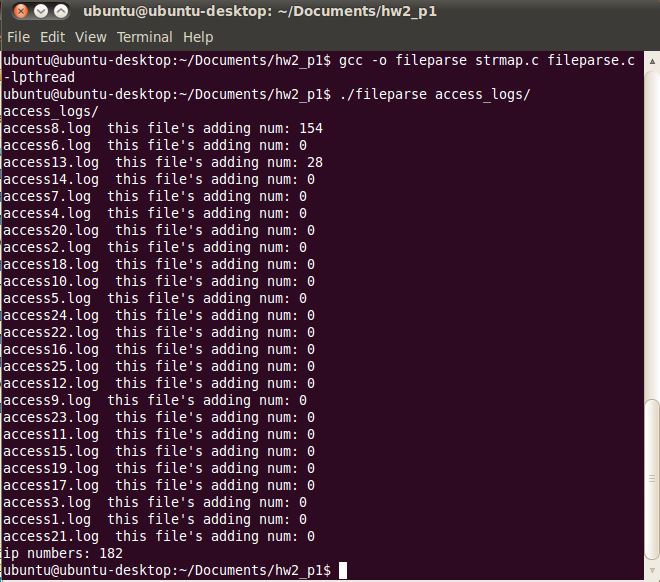 ubuntu@ubuntu-desktop: ~/Documents/hw2_p1
File Edit View Terminal Help
ubuntu@ubuntu-desktop:~/Documents/hw2_p1$ gcc -o fileparse strmap.c fileparse.c
-lpthread
ubuntu@ubuntu-desktop:~/Documents/hw2_p1$ ./fileparse access_logs/
access_logs/
access8.log  this file's adding num: 154
access6.log  this file's adding num: 0
access13.log  this file's adding num: 28
access14.log  this file's adding num: 0
access7.log  this file's adding num: 0
access4.log  this file's adding num: 0
access20.log  this file's adding num: 0
access2.log  this file's adding num: 0
access18.log  this file's adding num: 0
access10.log  this file's adding num: 0
access5.log  this file's adding num: 0
access24.log  this file's adding num: 0
access22.log  this file's adding num: 0
access16.log  this file's adding num: 0
access25.log  this file's adding num: 0
access12.log  this file's adding num: 0
access9.log  this file's adding num: 0
access23.log  this file's adding num: 0
access11.log  this file's adding num: 0
access15.log  this file's adding num: 0
access19.log  this file's adding num: 0
access17.log  this file's adding num: 0
access3.log  this file's adding num: 0
access1.log  this file's adding num: 0
access21.log  this file's adding num: 0
ip numbers: 182
ubuntu@ubuntu-desktop:~/Documents/hw2_p1$